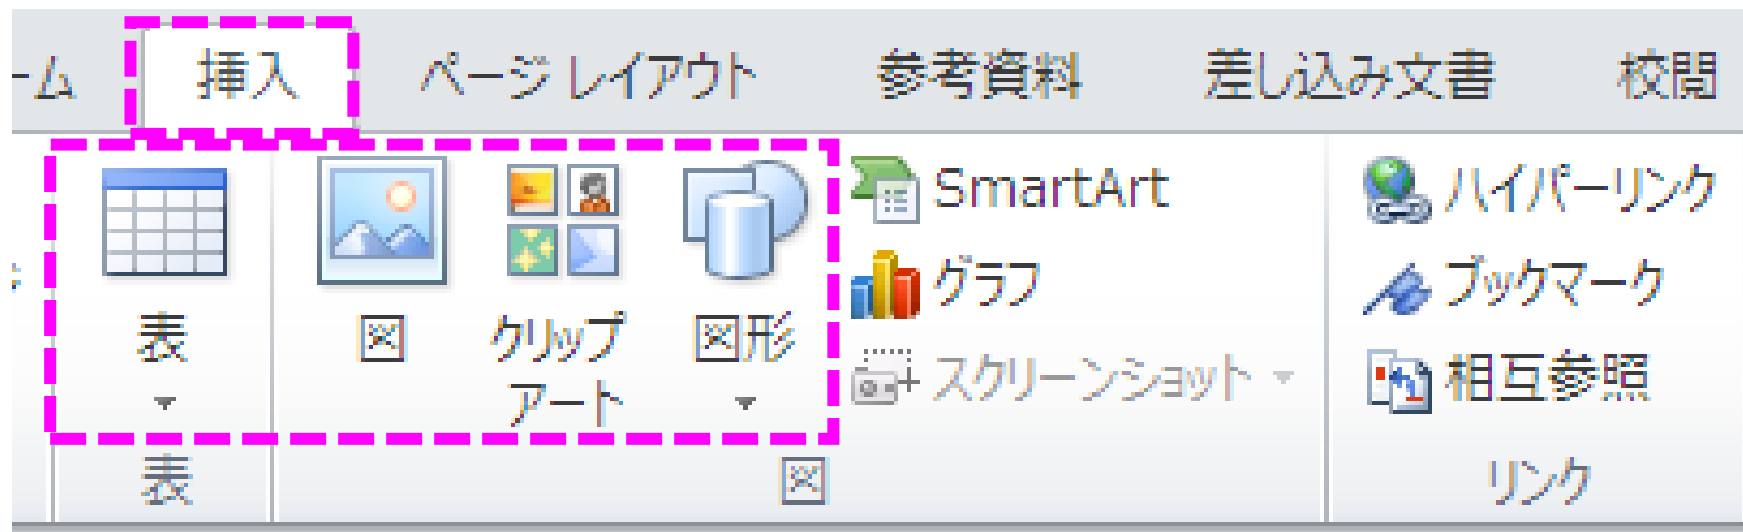 ーム 挿入 ページ レイアウト 参考資料 差し込み文書 校閲
表
図
クリップ
アート
図形
SmartArt
グラフ
スクリーンショット
ハイパーリンク
ブックマーク
相互参照
表 図 リンク